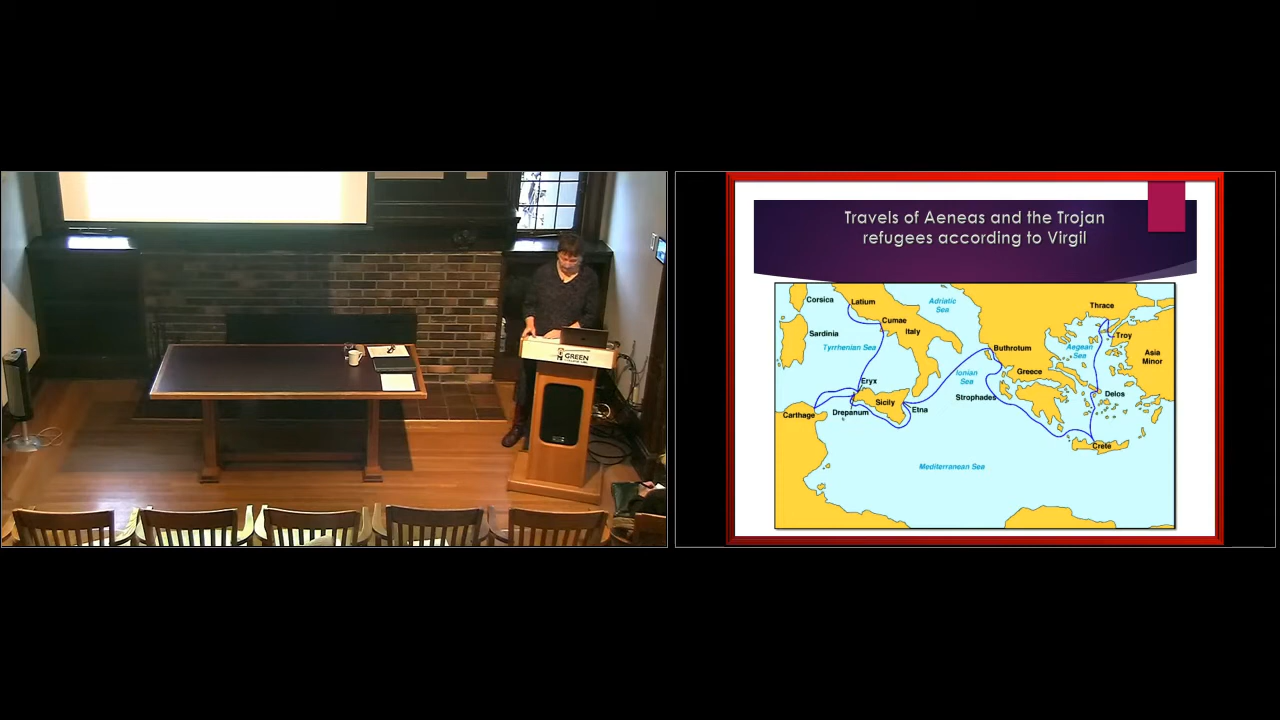 GREEN
Travels of Aeneas and the Trojan
refugees according to Virgil
Corsica
Latium
Adriatic
Sea
Thrace
Cumae
Italy
Sardinia
Troy
Tyrrhenian Sea
Buthrotum
Aegean
Sea
Asia
Minor
Ionian
Sea
Greece
Eryx
Strophades
Delos
Sicily
Carthage
Drepanum
Etna
Crete
Mediterranean Sea